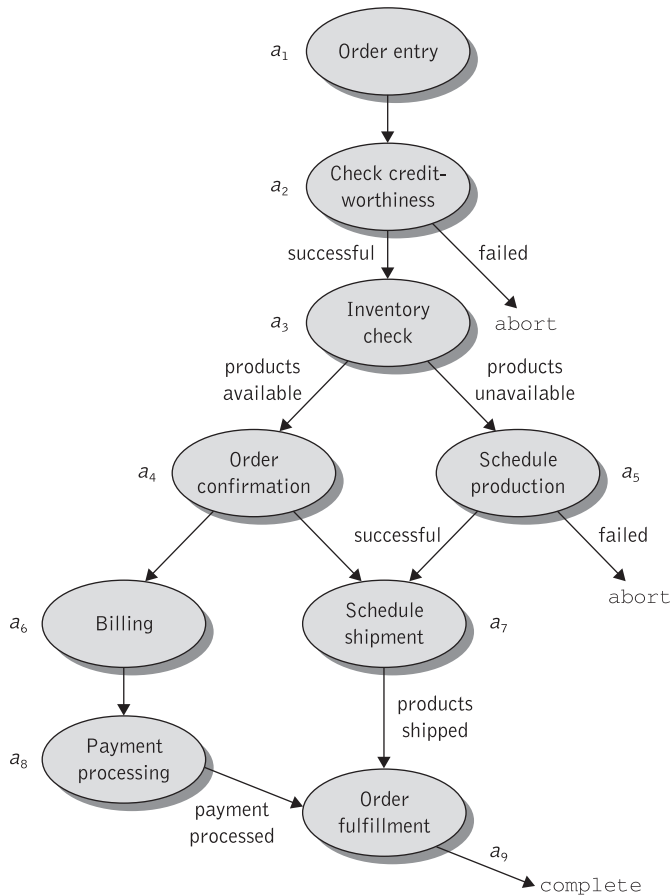 a1
Order entry
a2
Check credit-
worthiness
successful
failed
abort
a3
Inventory
check
products
available
products
unavailable
a4
Order
confirmation
Schedule
production
a5
successful
failed
abort
a6
Billing
Schedule
shipment
a7
products
shipped
a8
Payment
processing
payment
processed
Order
fulfillment
a9
complete